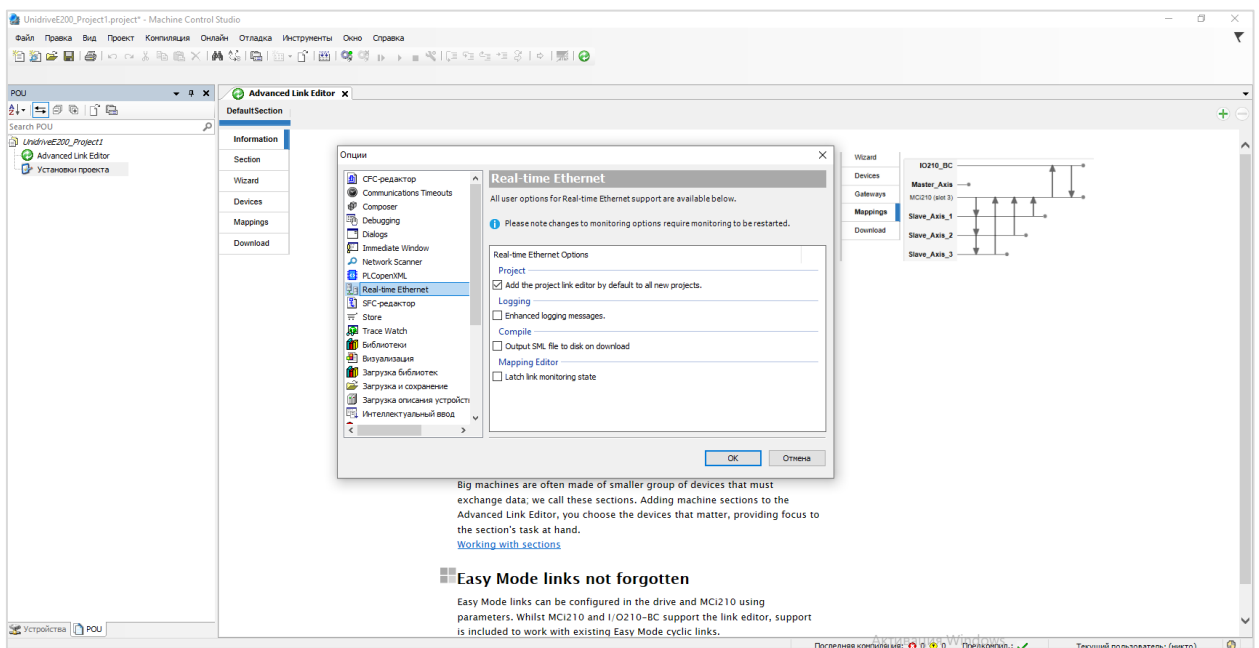 UnidriveE200_Project1.project* - Machine Control Studio
Файл Правка Вид Проект Компиляция Онлайн Отладка Инструменты Окно Справка
POU
Search POU
UnidriveE200_Project1
Advanced Link Editor
Установки проекта
Advanced Link Editor
DefaultSection
Information
Section
Wizard
Devices
Mappings
Download
Опции
CFC-редактор
Communications Timeouts
Composer
Debugging
Dialogs
Immediate Window
Network Scanner
PLCopenXML
Real-time Ethernet
SFC-редактор
Store
Trace Watch
Библиотеки
Визуализация
Загрузка библиотек
Загрузка и сохранение
Загрузка описания устройсті
Интеллектуальный ввод
Real-time Ethernet
All user options for Real-time Ethernet support are available below.
Please note changes to monitoring options require monitoring to be restarted.
Real-time Ethernet Options
Project
Add the project link editor by default to all new projects.
Logging
Enhanced logging messages.
Compile
Output SML file to disk on download
Mapping Editor
Latch link monitoring state
OK
Отмена
Wizard
Devices
Gateways
Mappings
Download
IO210_BC
Master_Axis
MCi210 (slot 3)
Slave_Axis_1
Slave_Axis_2
Slave_Axis_3
Big machines are often made of smaller group of devices that must
exchange data; we call these sections. Adding machine sections to the
Advanced Link Editor, you choose the devices that matter, providing focus to
the section's task at hand.
Working with sections
Easy Mode links not forgotten
Easy Mode links can be configured in the drive and MCi210 using
parameters. Whilst MCi210 and I/O210-BC support the link editor, support
is included to work with existing Easy Mode cyclic links.
Устройства POU
Активация Windows
Последняя компиляция: 0 0 Предкомпил.: Текущий пользователь: (никто)